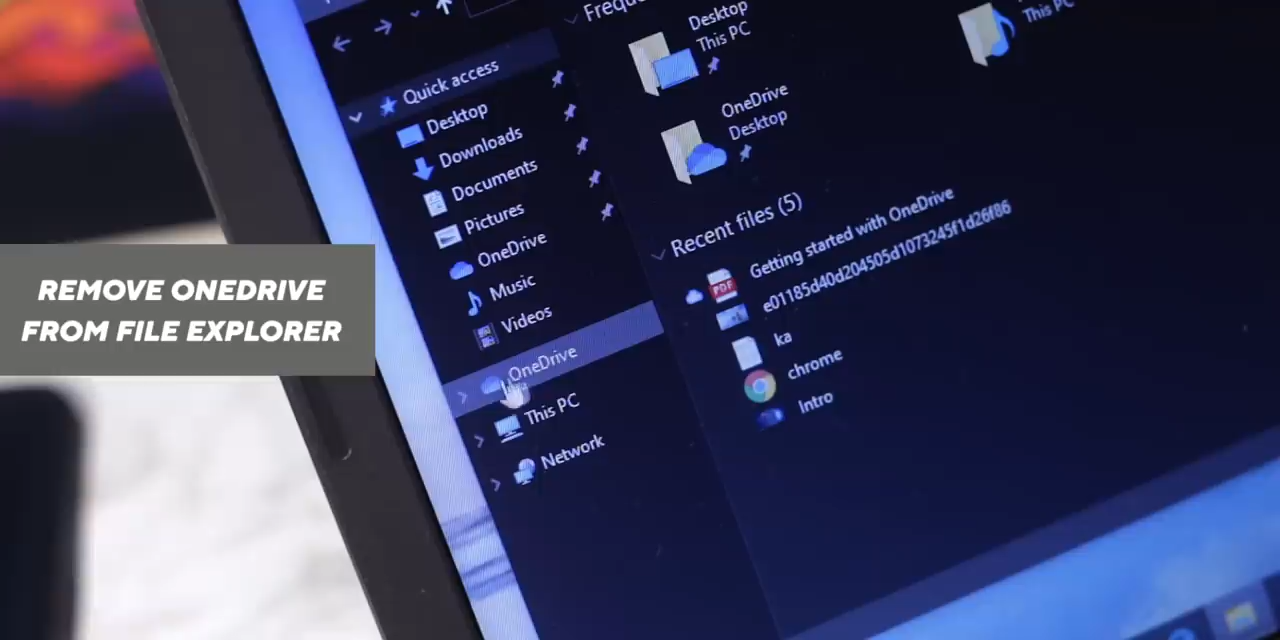 REMOVE ONEDRIVE
FROM FILE EXPLORER
Quick access
Desktop
Downloads
Documents
Pictures
OneDrive
Music
Videos
OneDrive
This PC
Network
Desktop
This PC
OneDrive
Desktop
This PC
Recent files (5)
Getting started with OneDrive
e01185d40d204505d1073245f1d26f86
ka
chrome
Intro